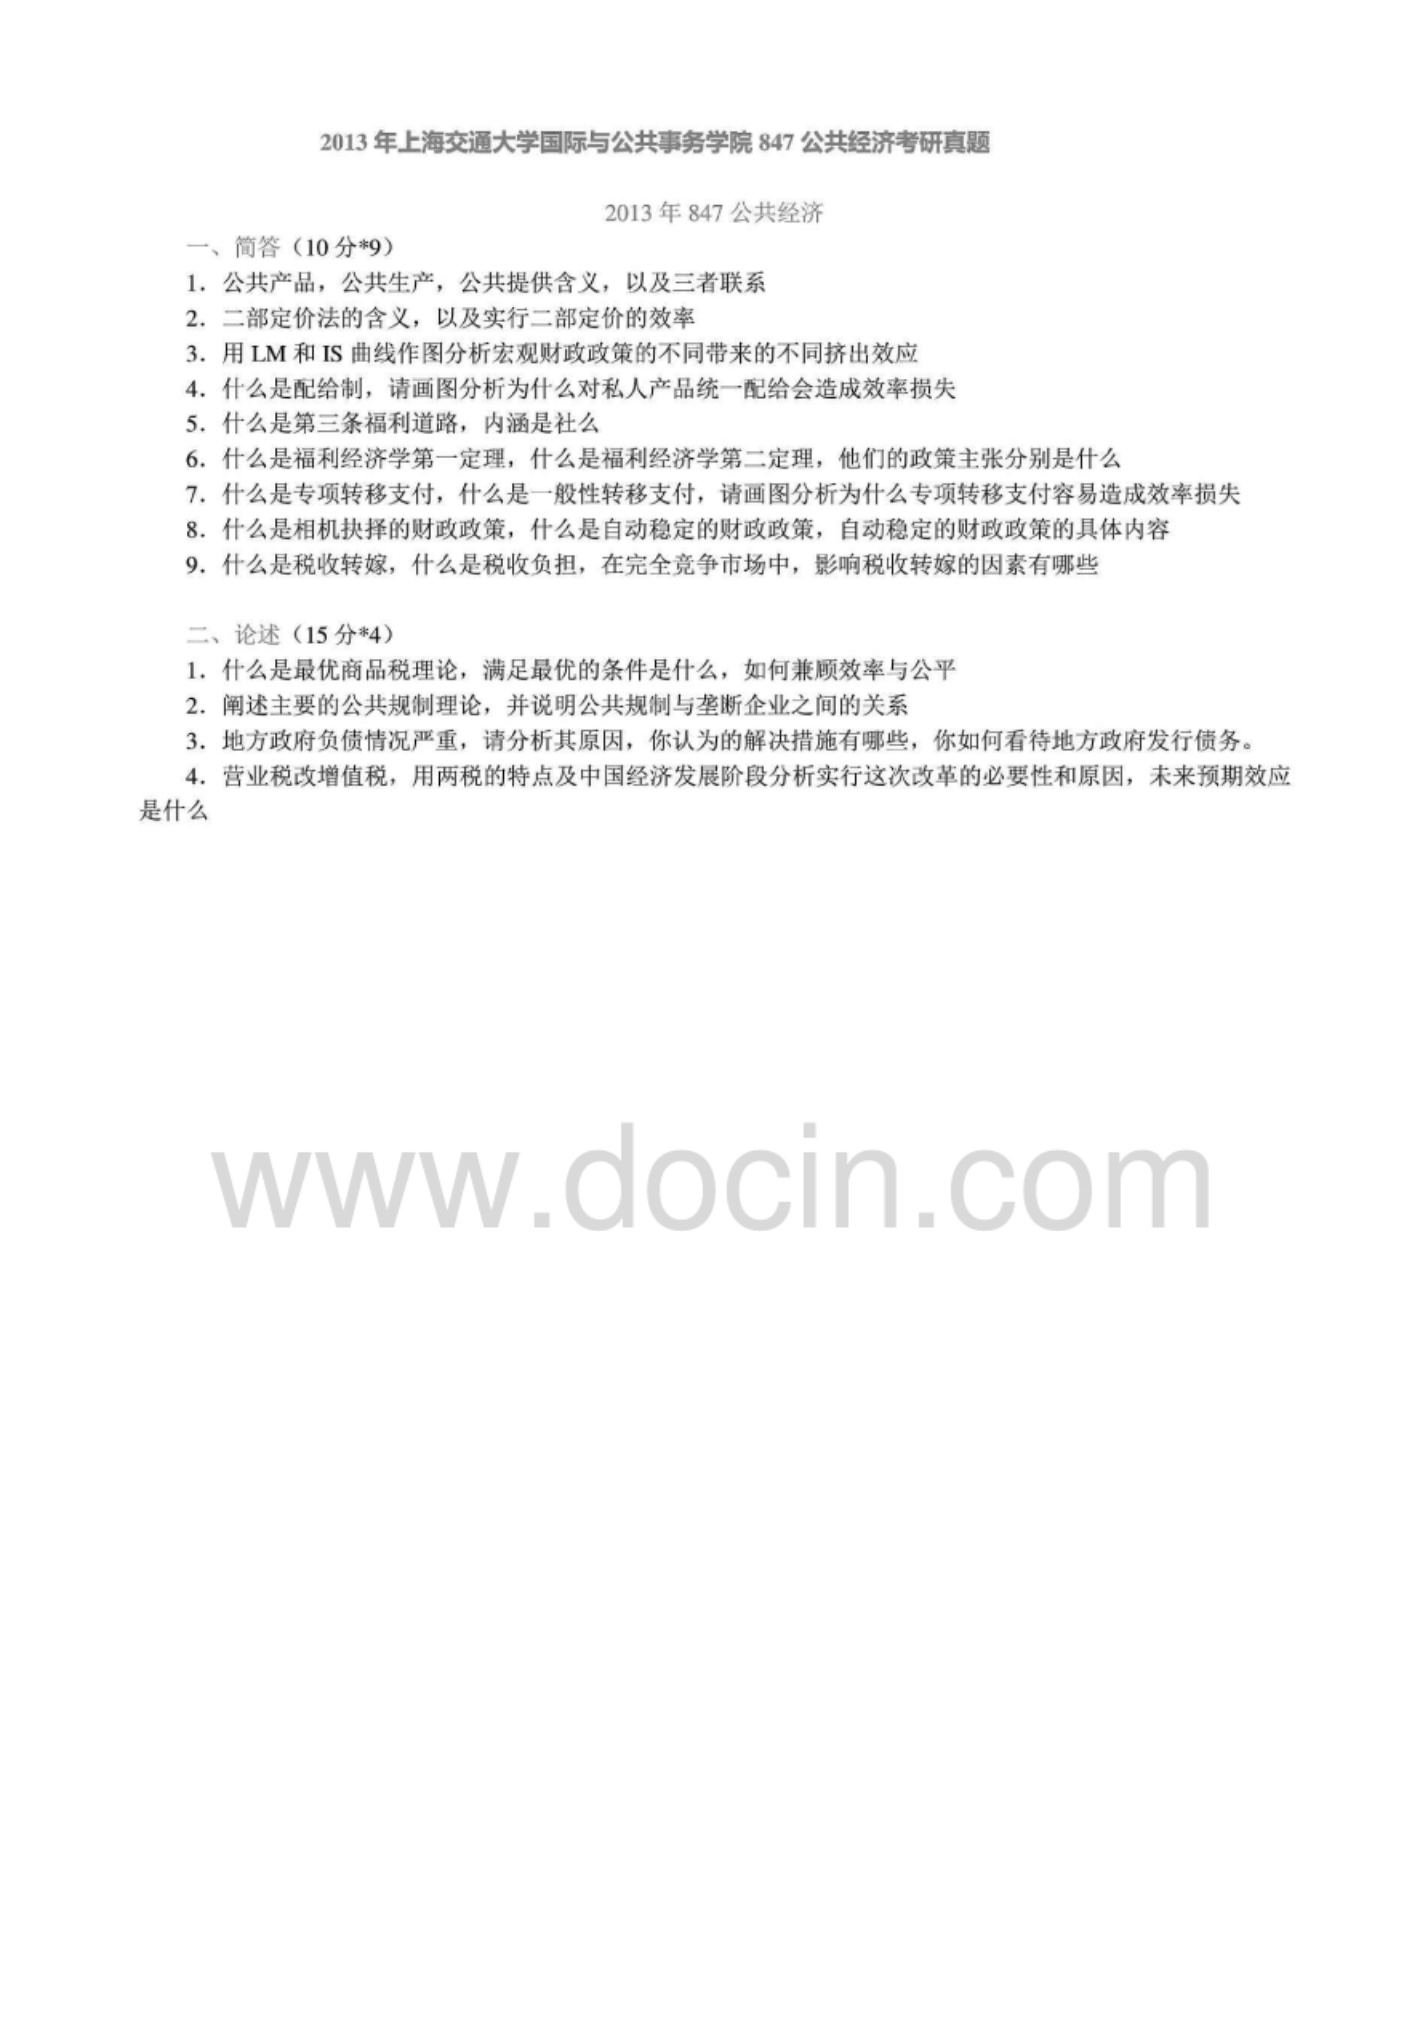 2013 年上海交通大学国际与公共事务学院 847 公共经济考研真题
2013 年 847 公共经济
一、简答（10 分*9）
1．公共产品，公共生产，公共提供含义，以及三者联系
2．二部定价法的含义，以及实行二部定价的效率
3．用 LM 和 IS 曲线作图分析宏观财政政策的不同带来的不同挤出效应
4．什么是配给制，请画图分析为什么对私人产品统一配给会造成效率损失
5．什么是第三条福利道路，内涵是社么
6．什么是福利经济学第一定理，什么是福利经济学第二定理，他们的政策主张分别是什么
7．什么是专项转移支付，什么是一般性转移支付，请画图分析为什么专项转移支付容易造成效率损失
8．什么是相机抉择的财政政策，什么是自动稳定的财政政策，自动稳定的财政政策的具体内容
9．什么是税收转嫁，什么是税收负担，在完全竞争市场中，影响税收转嫁的因素有哪些
二、论述（15 分*4）
1．什么是最优商品税理论，满足最优的条件是什么，如何兼顾效率与公平
2．阐述主要的公共规制理论，并说明公共规制与垄断企业之间的关系
3．地方政府负债情况严重，请分析其原因，你认为的解决措施有哪些，你如何看待地方政府发行债务。
4．营业税改增值税，用两税的特点及中国经济发展阶段分析实行这次改革的必要性和原因，未来预期效应
是什么
www.docin.com